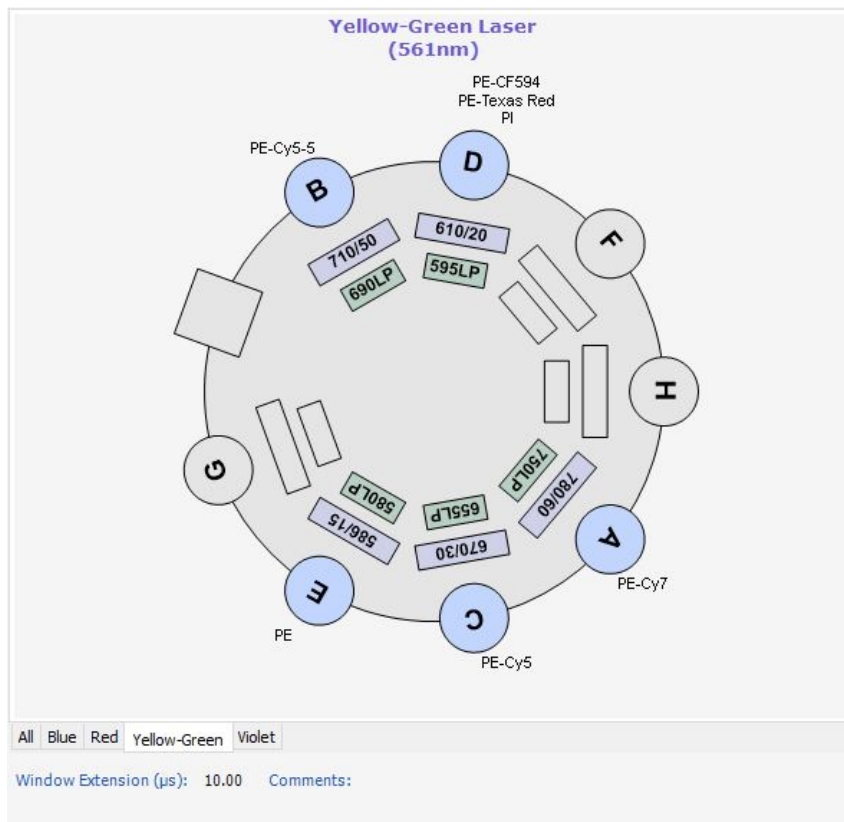 Yellow-Green Laser
(561nm)
PE-CF594
PE-Texas Red
PI
PE-Cy5-5
D
B
F
610/20
710/50
595LP
690LP
H
750LP
780/60
580LP
655LP
586/15
670/30
G
A
E
C
PE-Cy7
PE
PE-Cy5
All Blue Red Yellow-Green Violet
Window Extension (µs): 10.00 Comments: